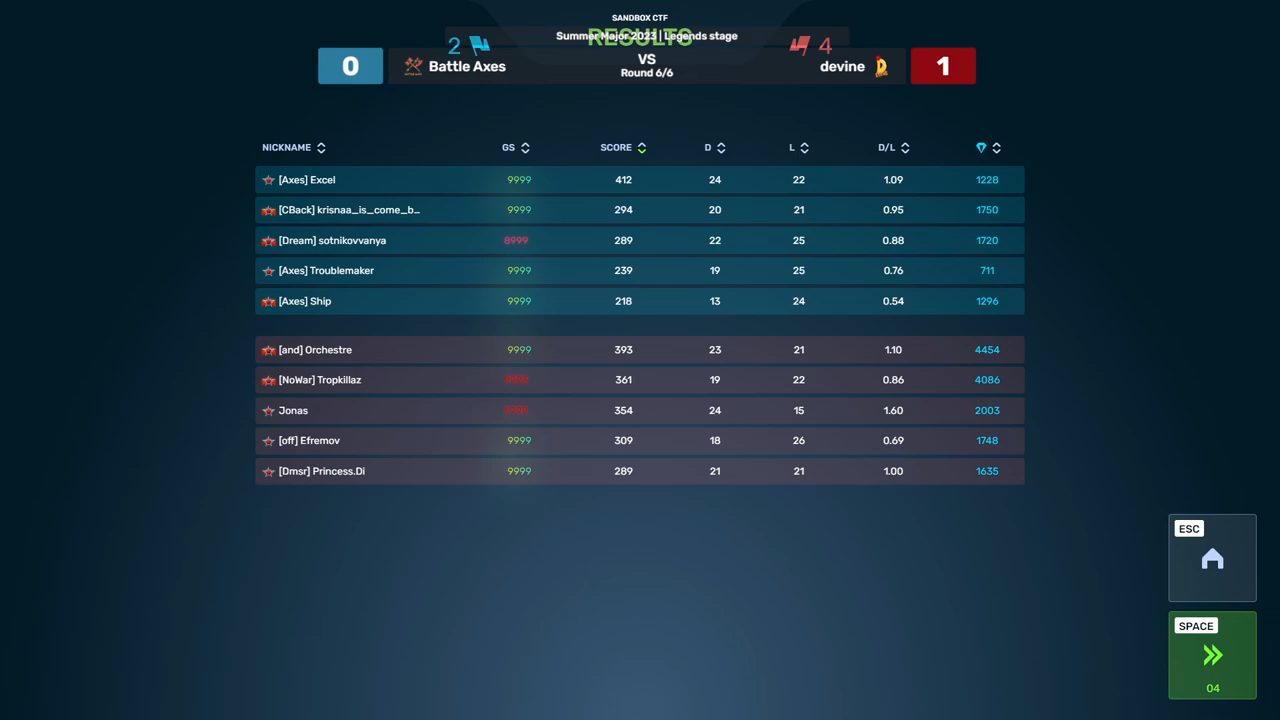 SANDBOX CTF
RESULTS
Summer Major 2023 | Legends stage
2 4
0 Battle Axes VS devine 1
Round 6/6
NICKNAME GS SCORE D L D/L
[Axes] Excel 9999 412 24 22 1.09 1228
[CBack] krisnaa_is_come_b... 9999 294 20 21 0.95 1750
[Dream] sotnikovvanya 8999 289 22 25 0.88 1720
[Axes] Troublemaker 9999 239 19 25 0.76 711
[Axes] Ship 9999 218 13 24 0.54 1296
[and] Orchestre 9999 393 23 21 1.10 4454
[NoWar] Tropkillaz 361 19 22 0.86 4086
Jonas 354 24 15 1.60 2003
[off] Efremov 9999 309 18 26 0.69 1748
[Dmsr] Princess.Di 9999 289 21 21 1.00 1635
ESC
SPACE
04